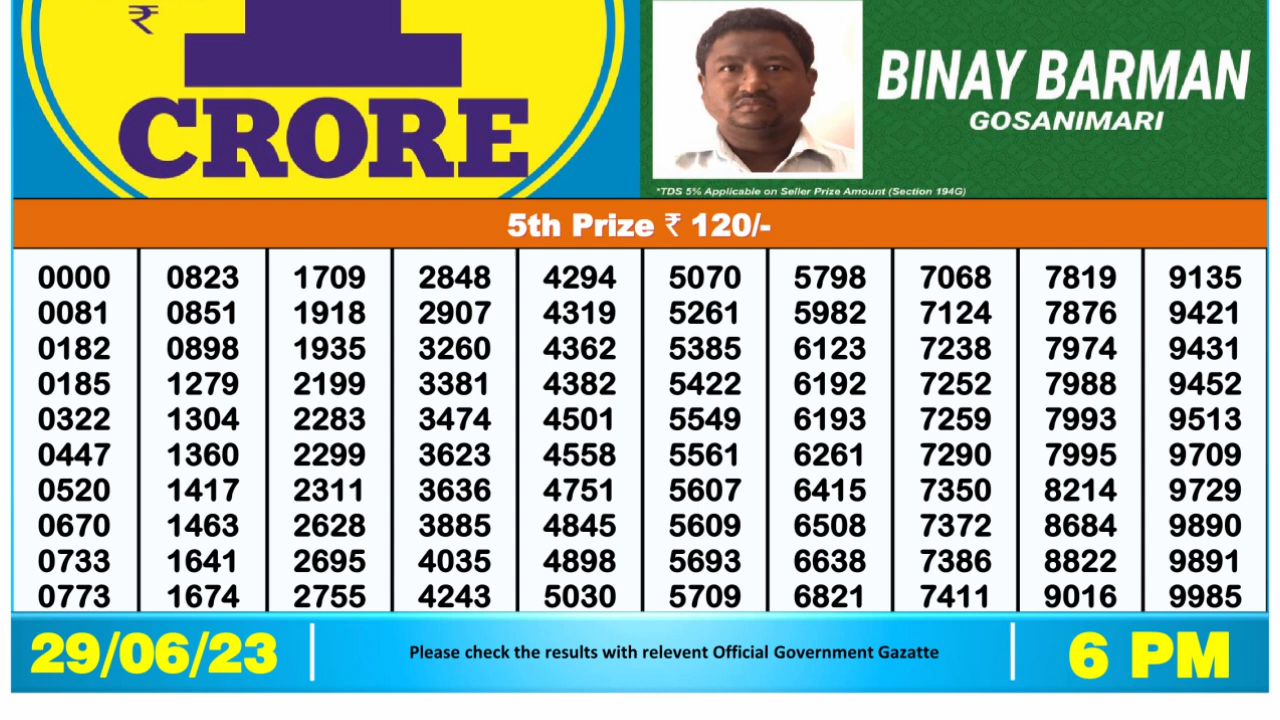 ₹
1
CRORE
BINAY BARMAN
GOSANIMARI
*TDS 5% Applicable on Seller Prize Amount (Section 194G)
5th Prize ₹ 120/-
0000 0823 1709 2848 4294 5070 5798 7068 7819 9135
0081 0851 1918 2907 4319 5261 5982 7124 7876 9421
0182 0898 1935 3260 4362 5385 6123 7238 7974 9431
0185 1279 2199 3381 4382 5422 6192 7252 7988 9452
0322 1304 2283 3474 4501 5549 6193 7259 7993 9513
0447 1360 2299 3623 4558 5561 6261 7290 7995 9709
0520 1417 2311 3636 4751 5607 6415 7350 8214 9729
0670 1463 2628 3885 4845 5609 6508 7372 8684 9890
0733 1641 2695 4035 4898 5693 6638 7386 8822 9891
0773 1674 2755 4243 5030 5709 6821 7411 9016 9985
29/06/23 Please check the results with relevent Official Government Gazatte 6 PM